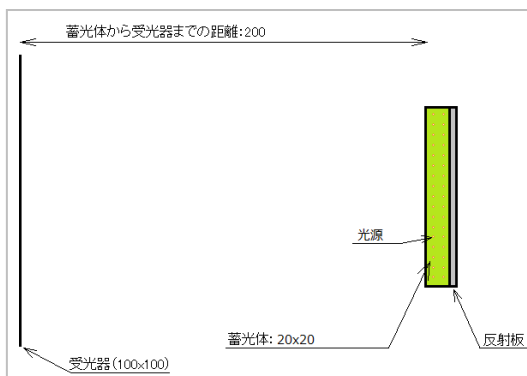 蓄光体から受光器までの距離:200
光源
蓄光体: 20x20
反射板
受光器(100x100)